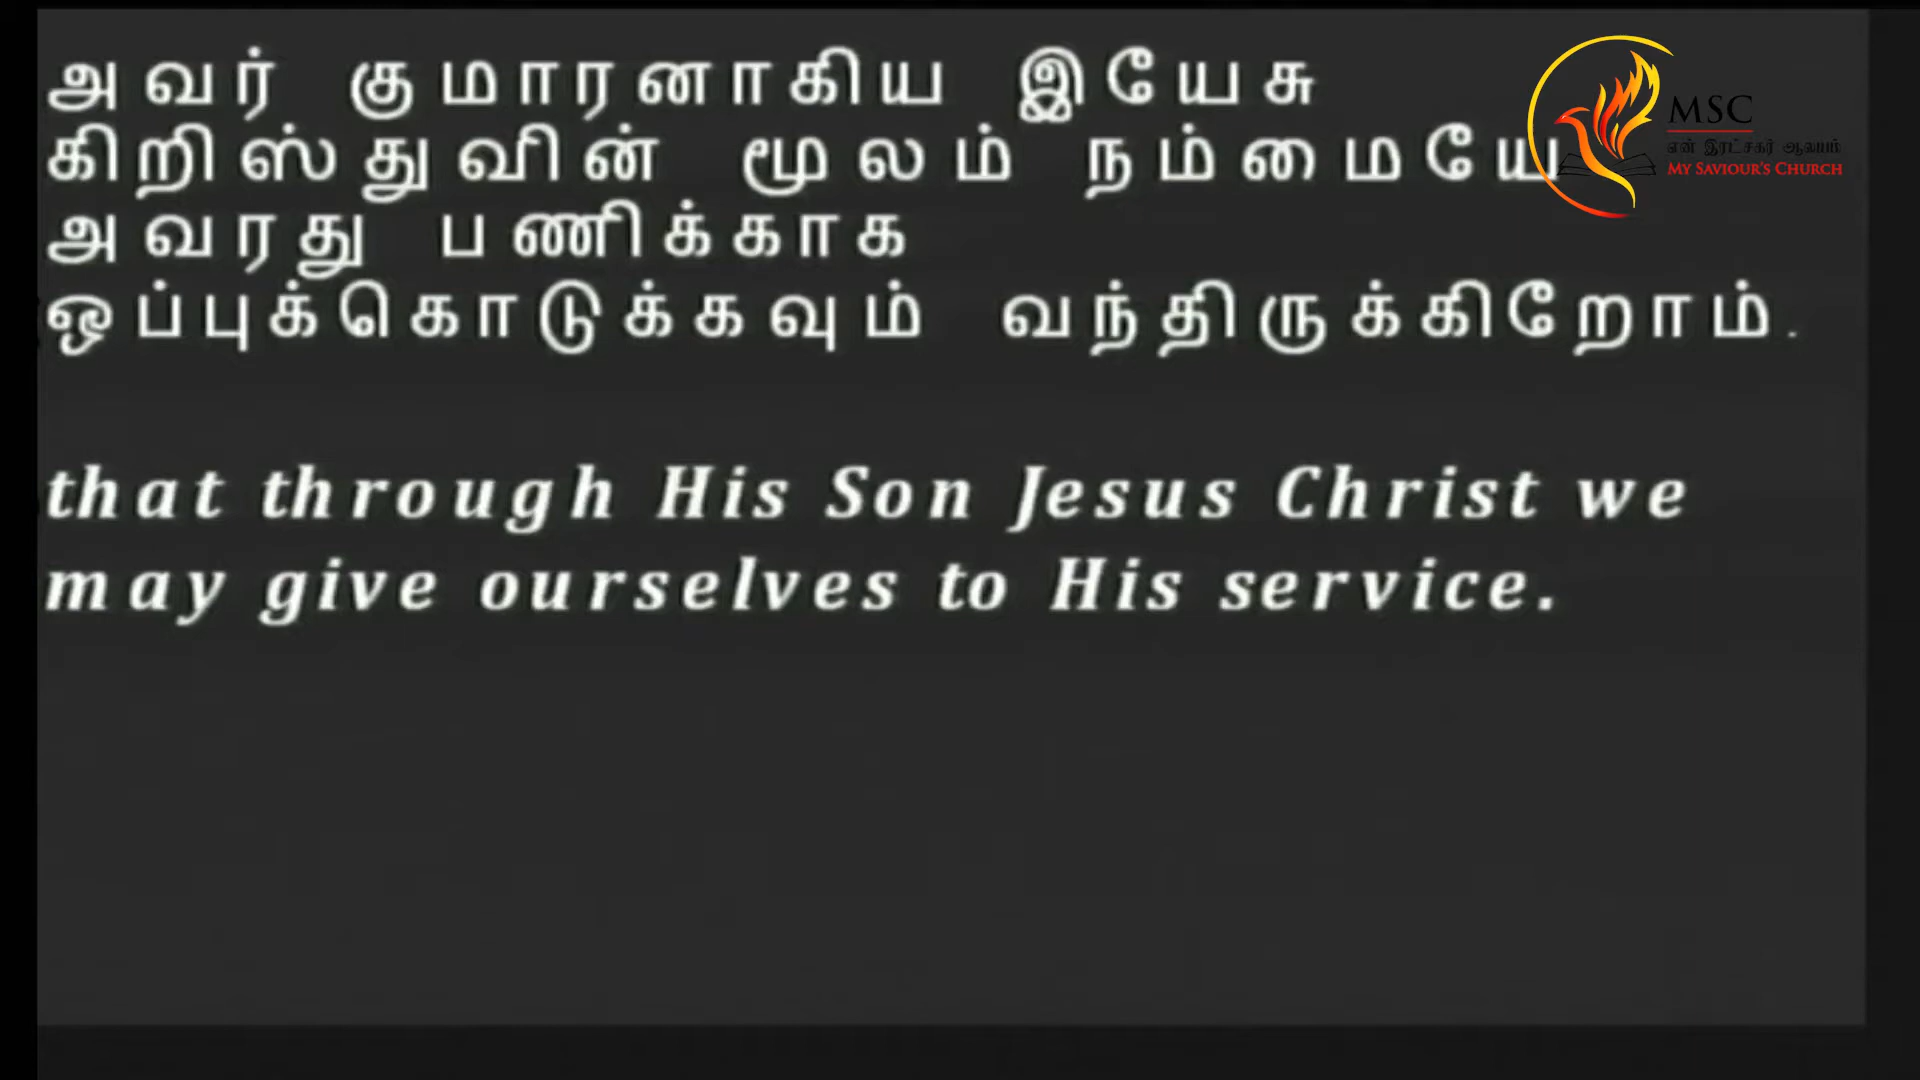 அவர் குமாரனாகிய இயேசு
கிறிஸ்துவின் மூலம் நம்மையே
அவரது பணிக்காக
ஒப்புக்கொடுக்கவும் வந்திருக்கிறோம்.
that through His Son Jesus Christ we
may give ourselves to His service.
MSC
என் இரட்சகர் ஆலயம்
MY SAVIOUR'S CHURCH